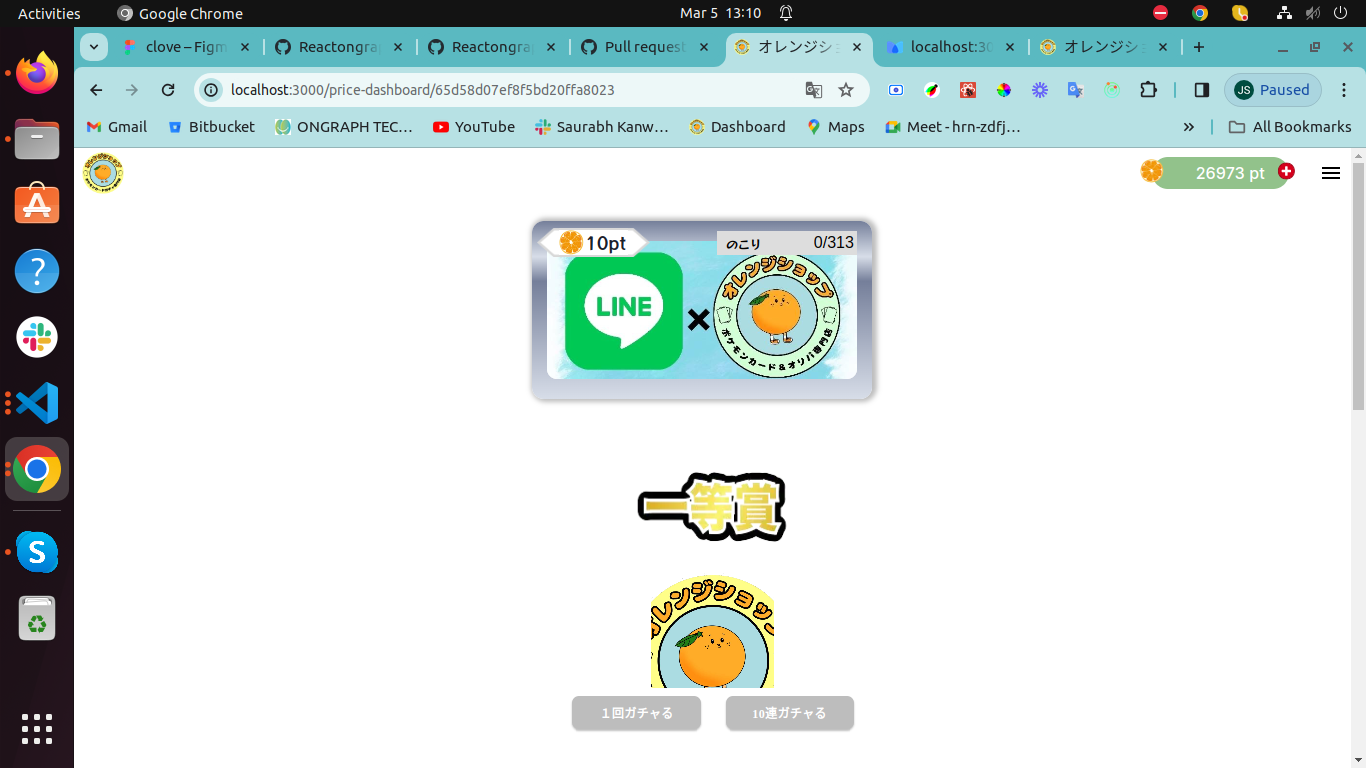 Activities
Google Chrome
Mar 5 13:10
clove – Figm
Reactongra
Reactongra
Pull request
オレンジショ
localhost:30
オレンジシ
localhost:3000/price-dashboard/65d58d07ef8f5bd20ffa8023
JS
Paused
Gmail
Bitbucket
ONGRAPH TEC…
YouTube
Saurabh Kanw…
Dashboard
Maps
Meet - hrn-zdfj…
»
All Bookmarks
26973 pt
10pt
のこり
0/313
LINE
×
オレンジショップ
ポケモンカード&オリパ専門店
一等賞
オレンジショップ
１回ガチャる
10連ガチャる